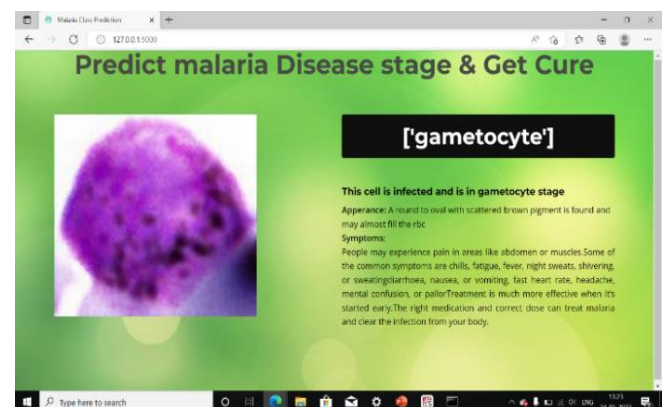 Malaria Class Prediction
127.0.0.1:5000
Predict malaria Disease stage & Get Cure
['gametocyte']
This cell is infected and is in gametocyte stage
Apperance: A round to oval with scattered brown pigment is found and
may almost fill the rbc
Symptoms:
People may experience pain in areas like abdomen or muscles.Some of
the common symptoms are chills, fatigue, fever, night sweats, shivering,
or sweatingdiarrhoea, nausea, or vomiting, fast heart rate, headache,
mental confusion, or pallorTreatment is much more effective when it's
started early.The right medication and correct dose can treat malaria
and clear the infection from your body.
Type here to search
ENG
13:23